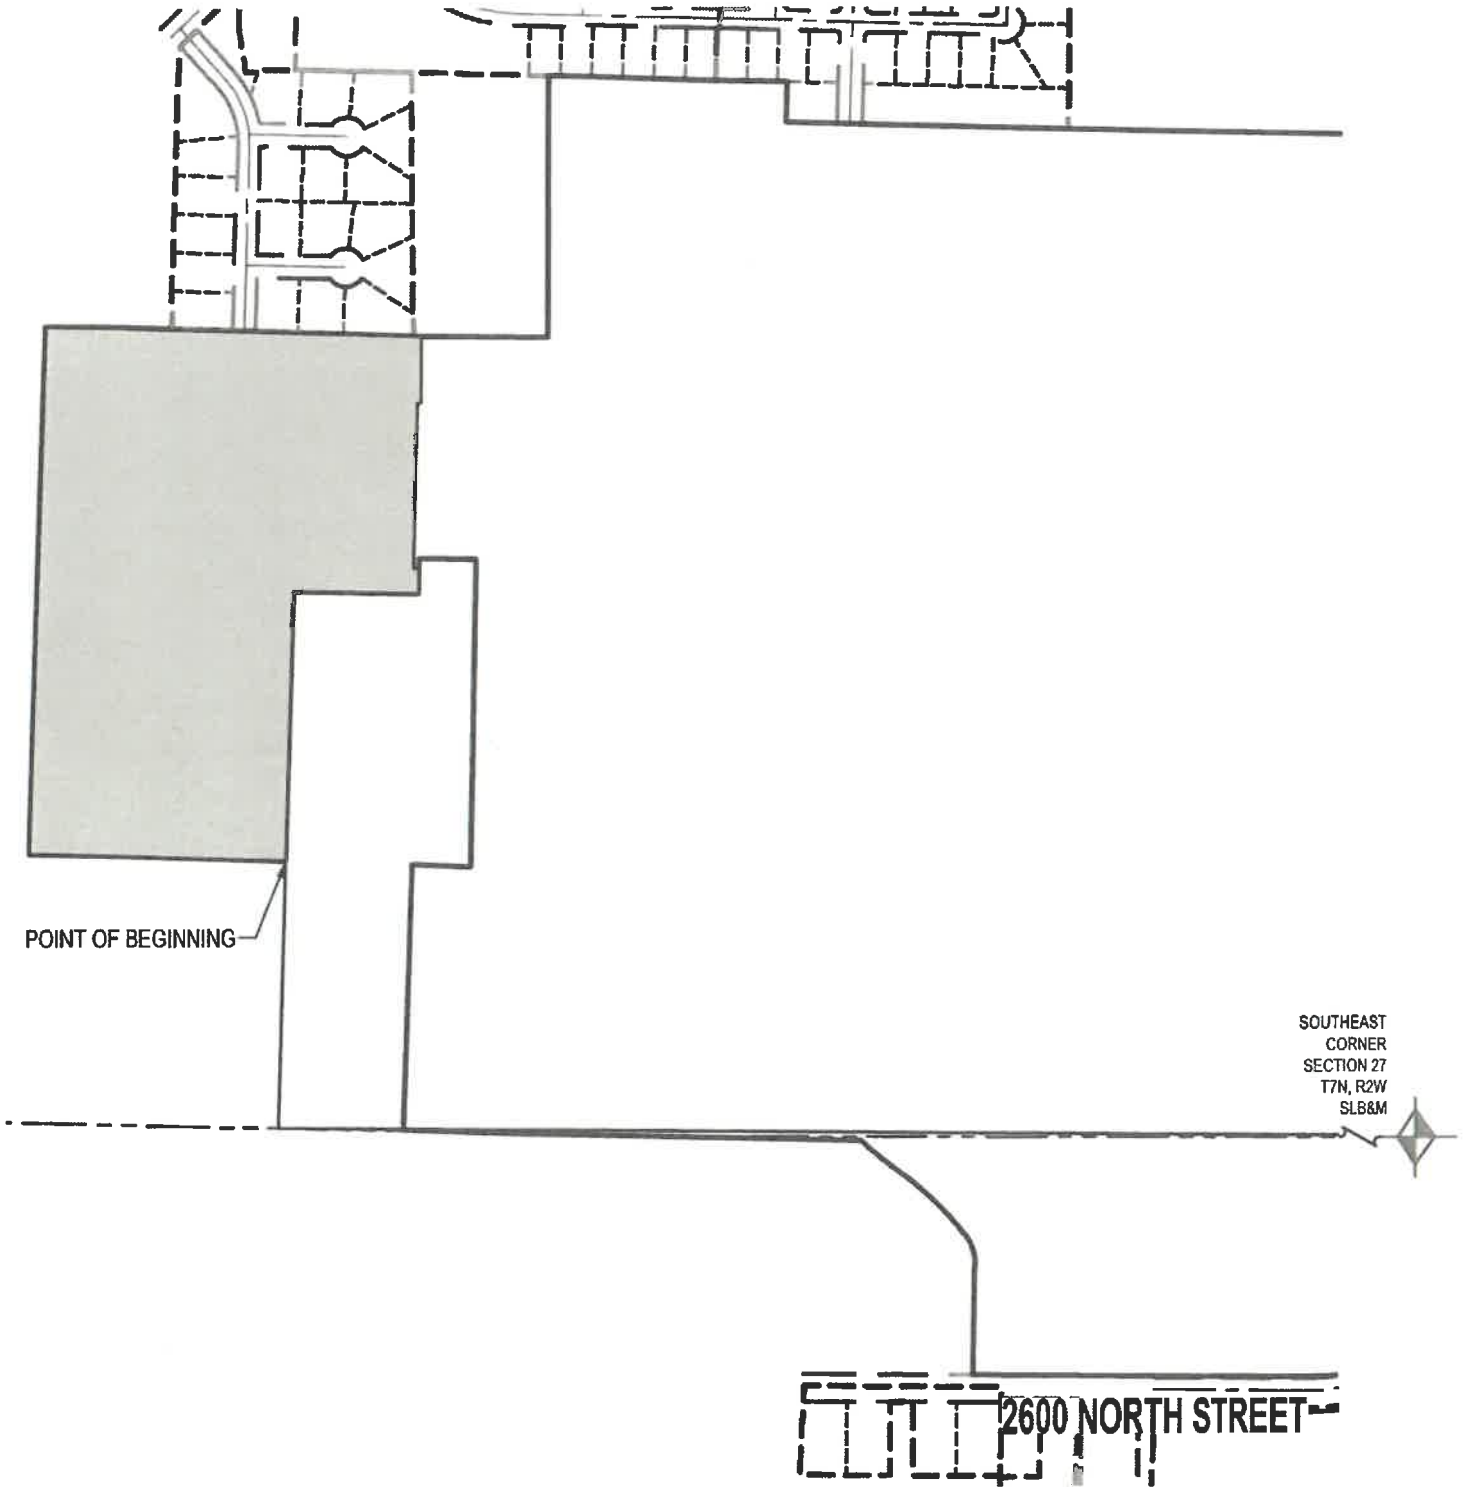 POINT OF BEGINNING
SOUTHEAST
CORNER
SECTION 27
T7N, R2W
SLB&M
2600 NORTH STREET